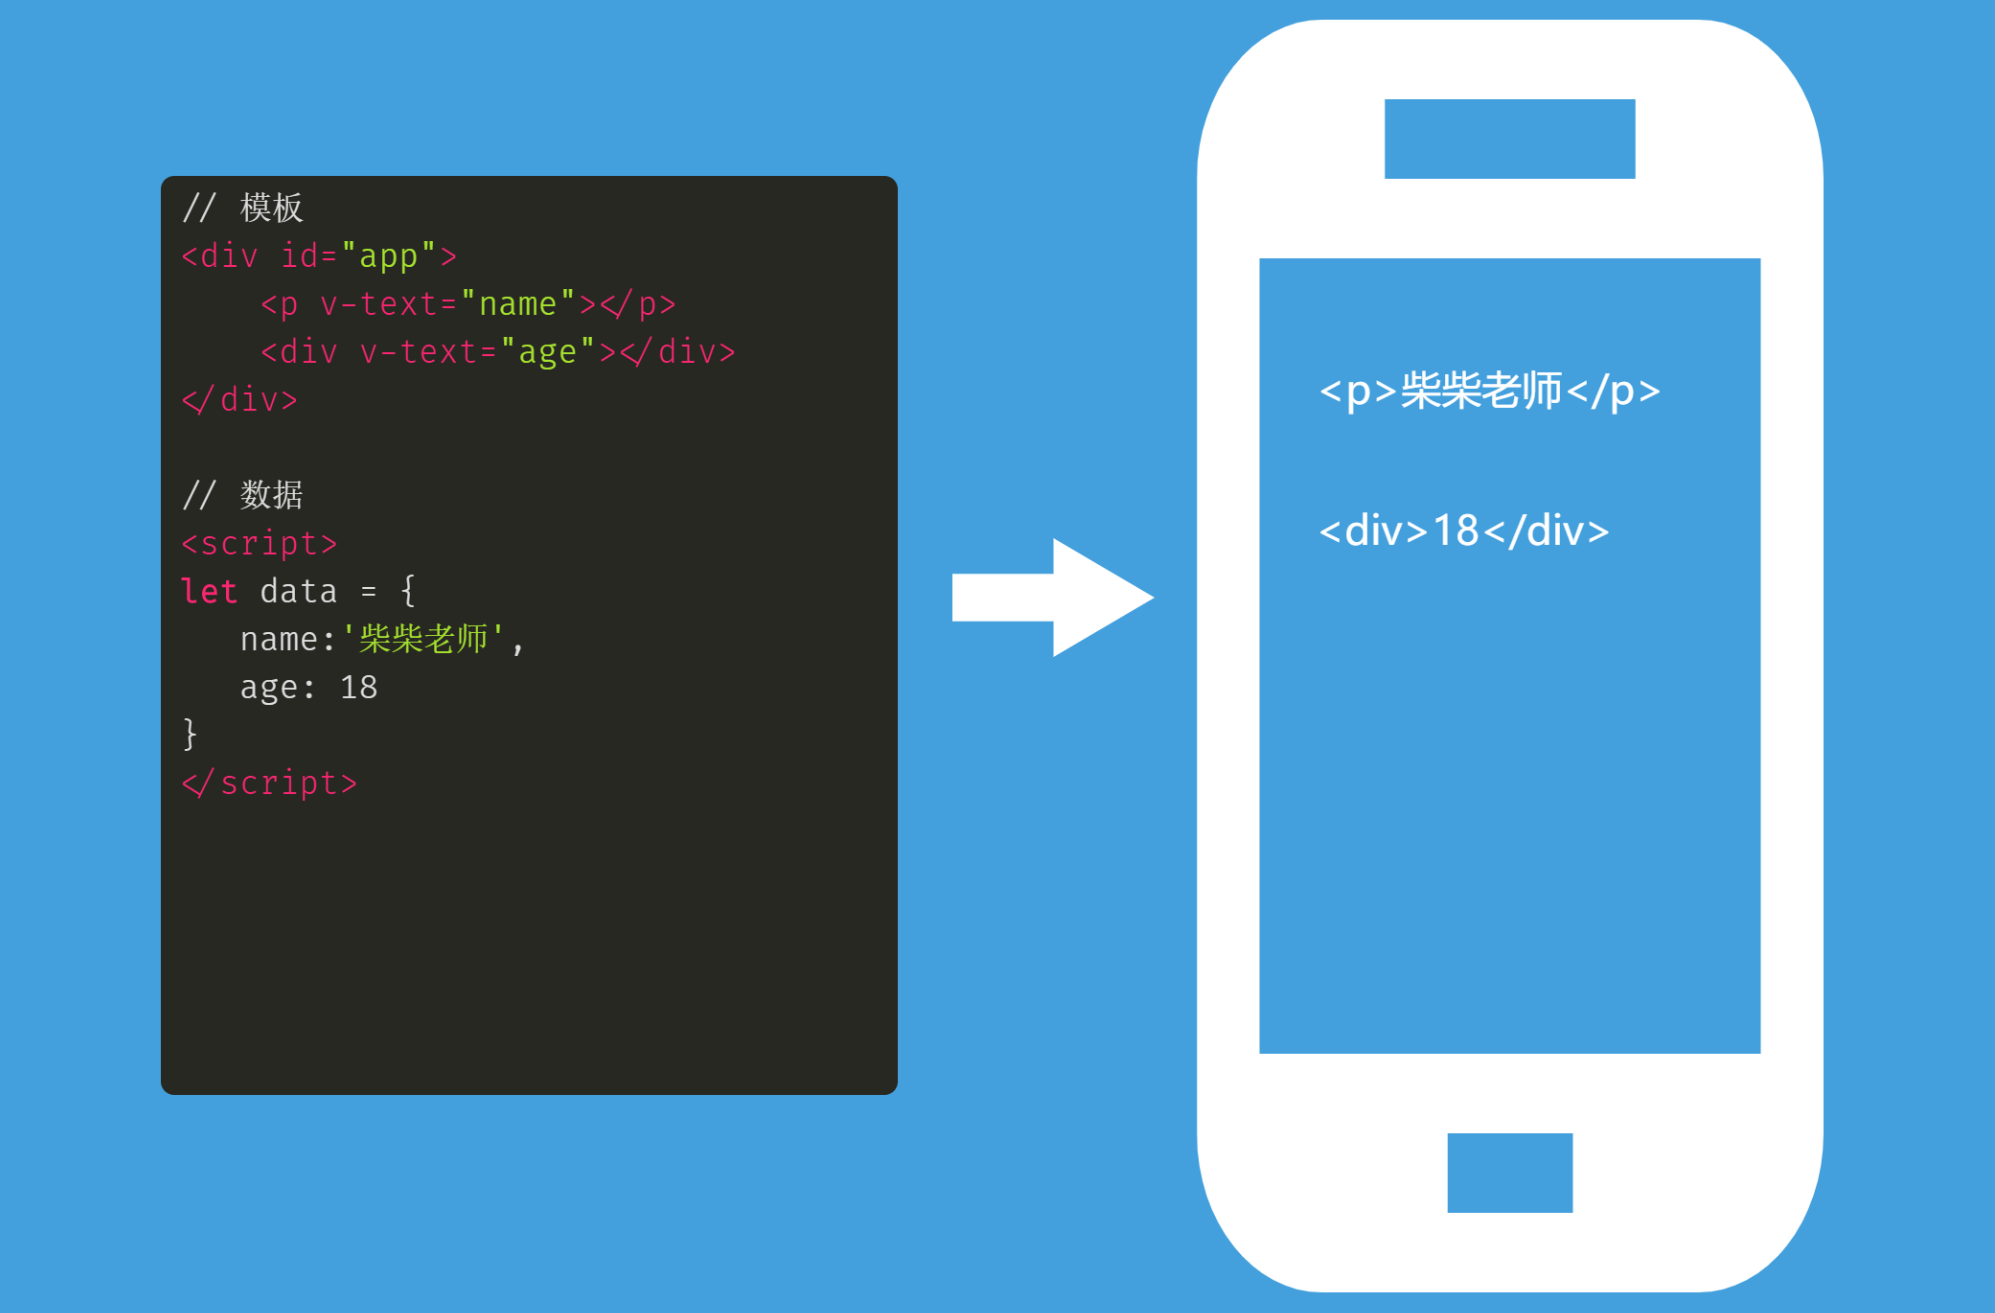 // 模板
<div id="app">
    <p v-text="name"></p>
    <div v-text="age"></div>
</div>
// 数据
<script>
let data = {
   name:'柴柴老师',
   age: 18
}
</script>
<p>柴柴老师</p>
<div>18</div>